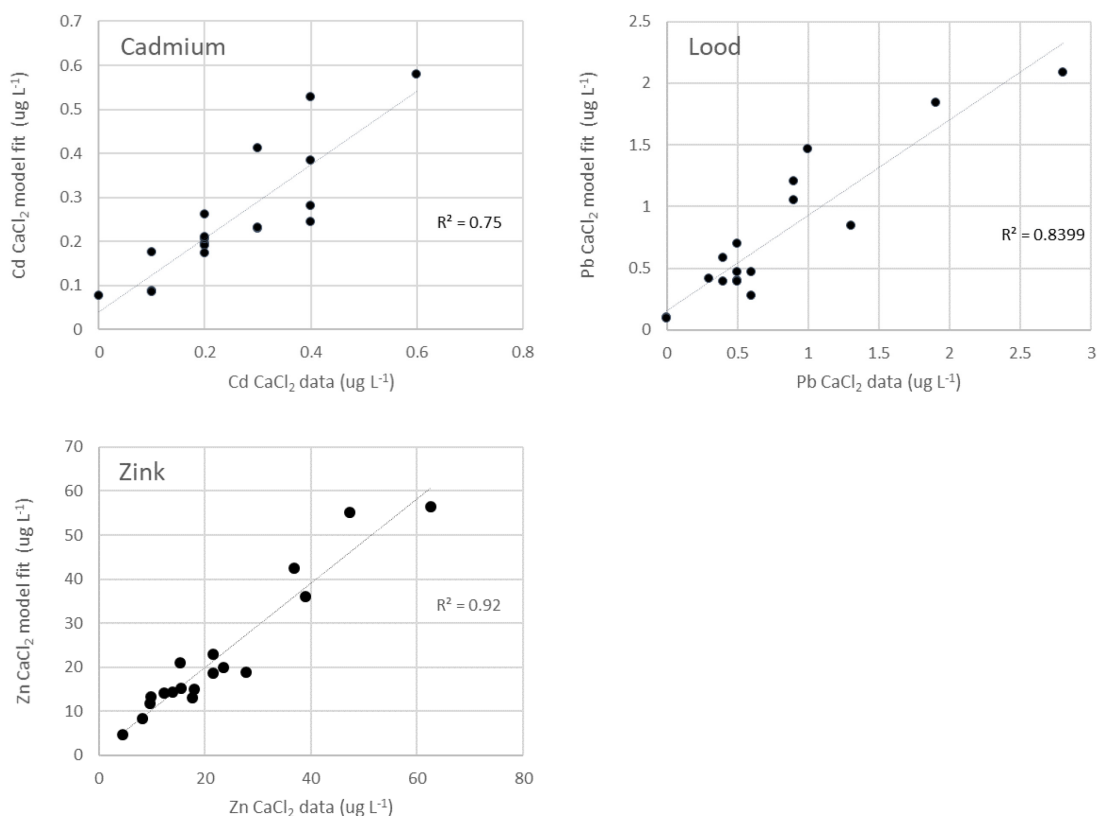 Cadmium
Cd CaCl₂ model fit (ug L⁻¹)
0.7
0.6
0.5
0.4
0.3
0.2
0.1
0
R² = 0.75
0 0.2 0.4 0.6 0.8
Cd CaCl₂ data (ug L⁻¹)
Lood
Pb CaCl₂ model fit (ug L⁻¹)
2.5
2
1.5
1
0.5
0
R² = 0.8399
0 0.5 1 1.5 2 2.5 3
Pb CaCl₂ data (ug L⁻¹)
Zink
Zn CaCl₂ model fit (ug L⁻¹)
70
60
50
40
30
20
10
0
R² = 0.92
0 20 40 60 80
Zn CaCl₂ data (ug L⁻¹)